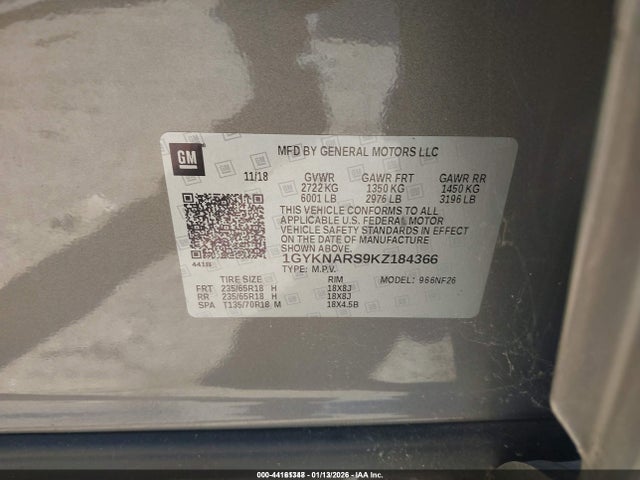 GM
MFD BY GENERAL MOTORS LLC
11/18 GVWR GAWR FRT GAWR RR
2722 KG 1350 KG 1450 KG
6001 LB 2976 LB 3196 LB
THIS VEHICLE CONFORMS TO ALL
APPLICABLE U.S. FEDERAL MOTOR
VEHICLE SAFETY STANDARDS IN EFFECT
ON THE DATE OF MANUFACTURE
SHOWN ABOVE.
1GYKNARS9KZ184366
TYPE: M.P.V. MODEL: 966NF26
TIRE SIZE RIM
FRT 235/65R18 H 18X8J
RR 235/65R18 H 18X8J
SPA T135/70R18 M 18X4.5B
01/13/2026 | IAA Inc.